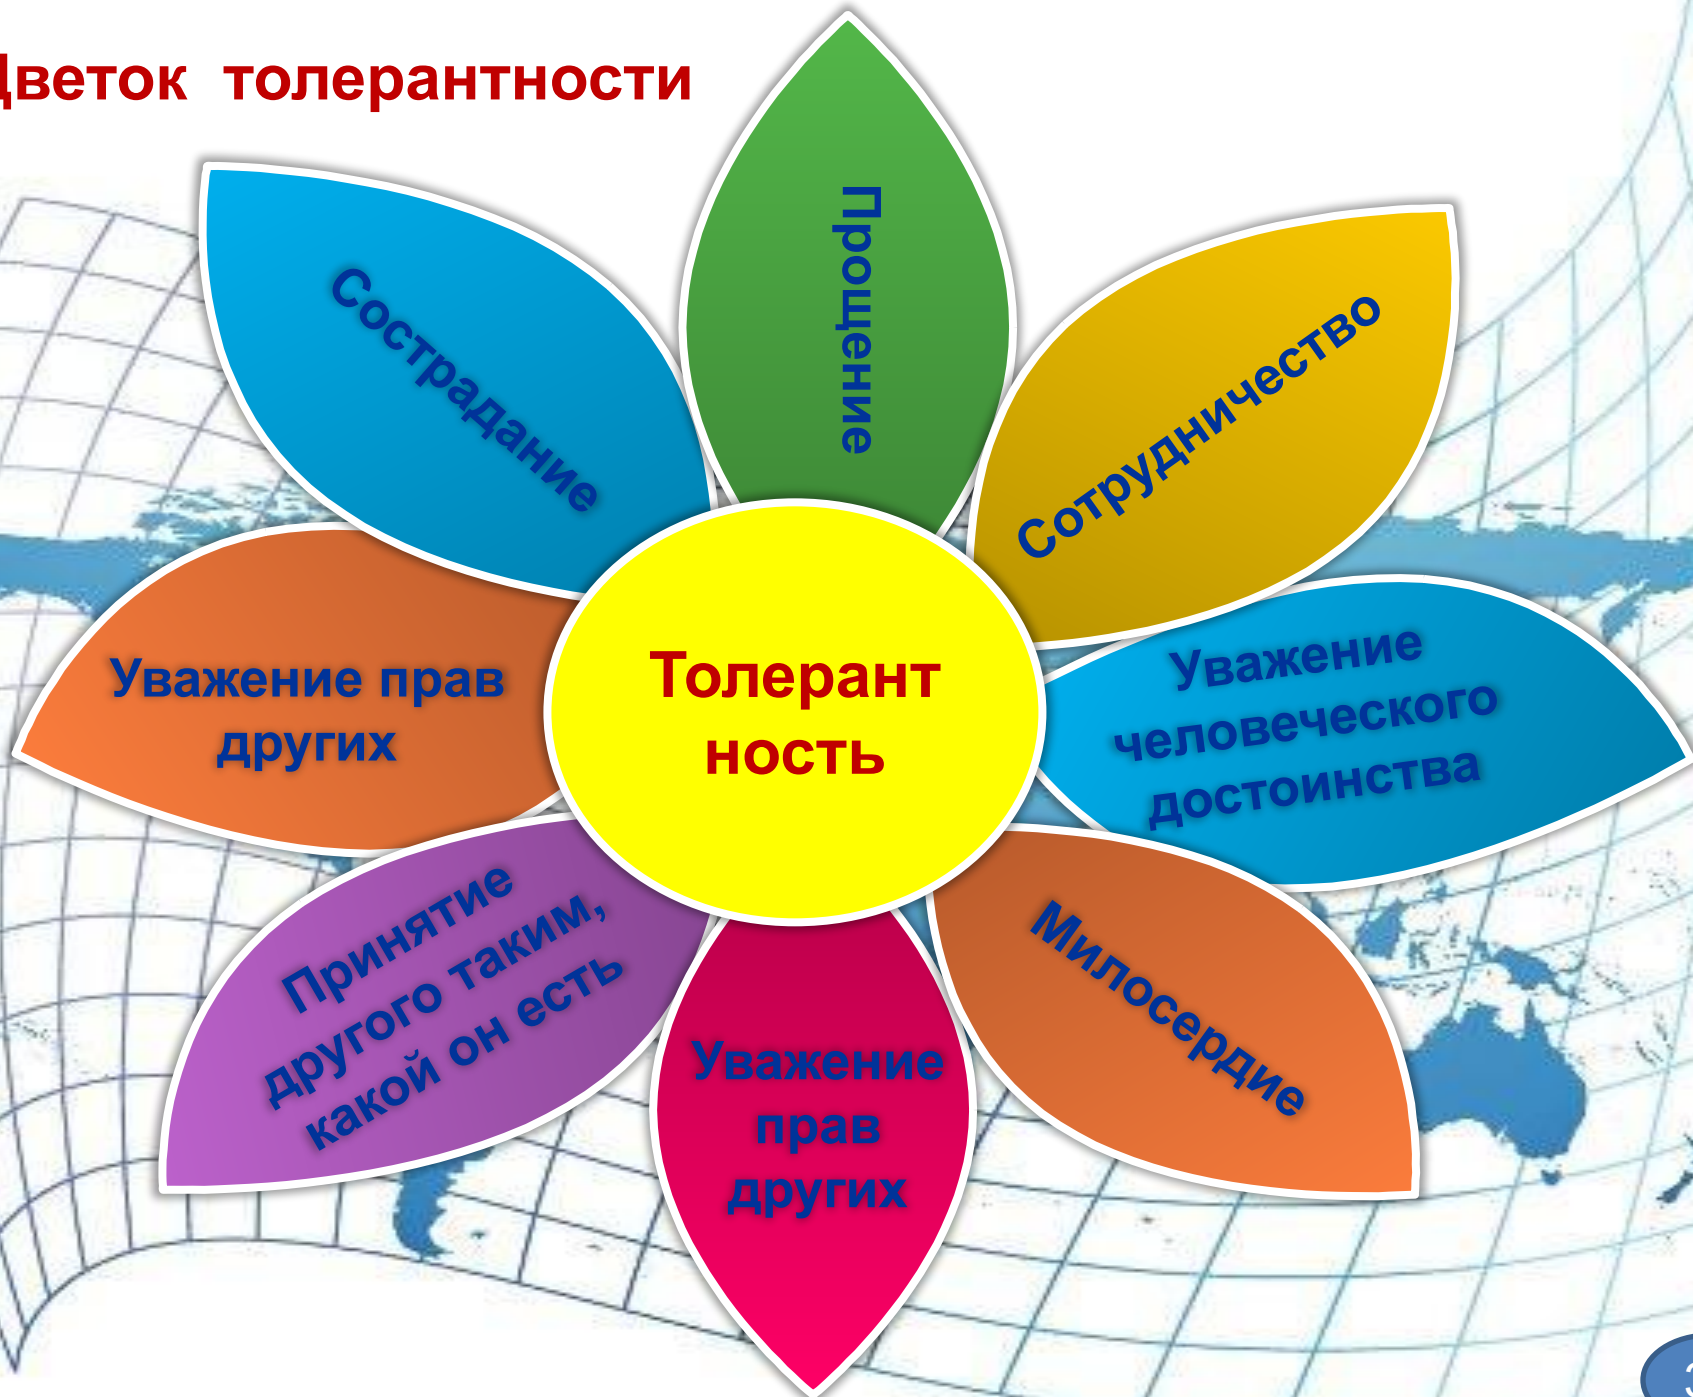 Цветок толерантности
Прощение
Сострадание
Сотрудничество
Толерант
ность
Уважение прав
других
Уважение
человеческого
достоинства
Принятие
другого таким,
какой он есть
Милосердие
Уважение
прав
других